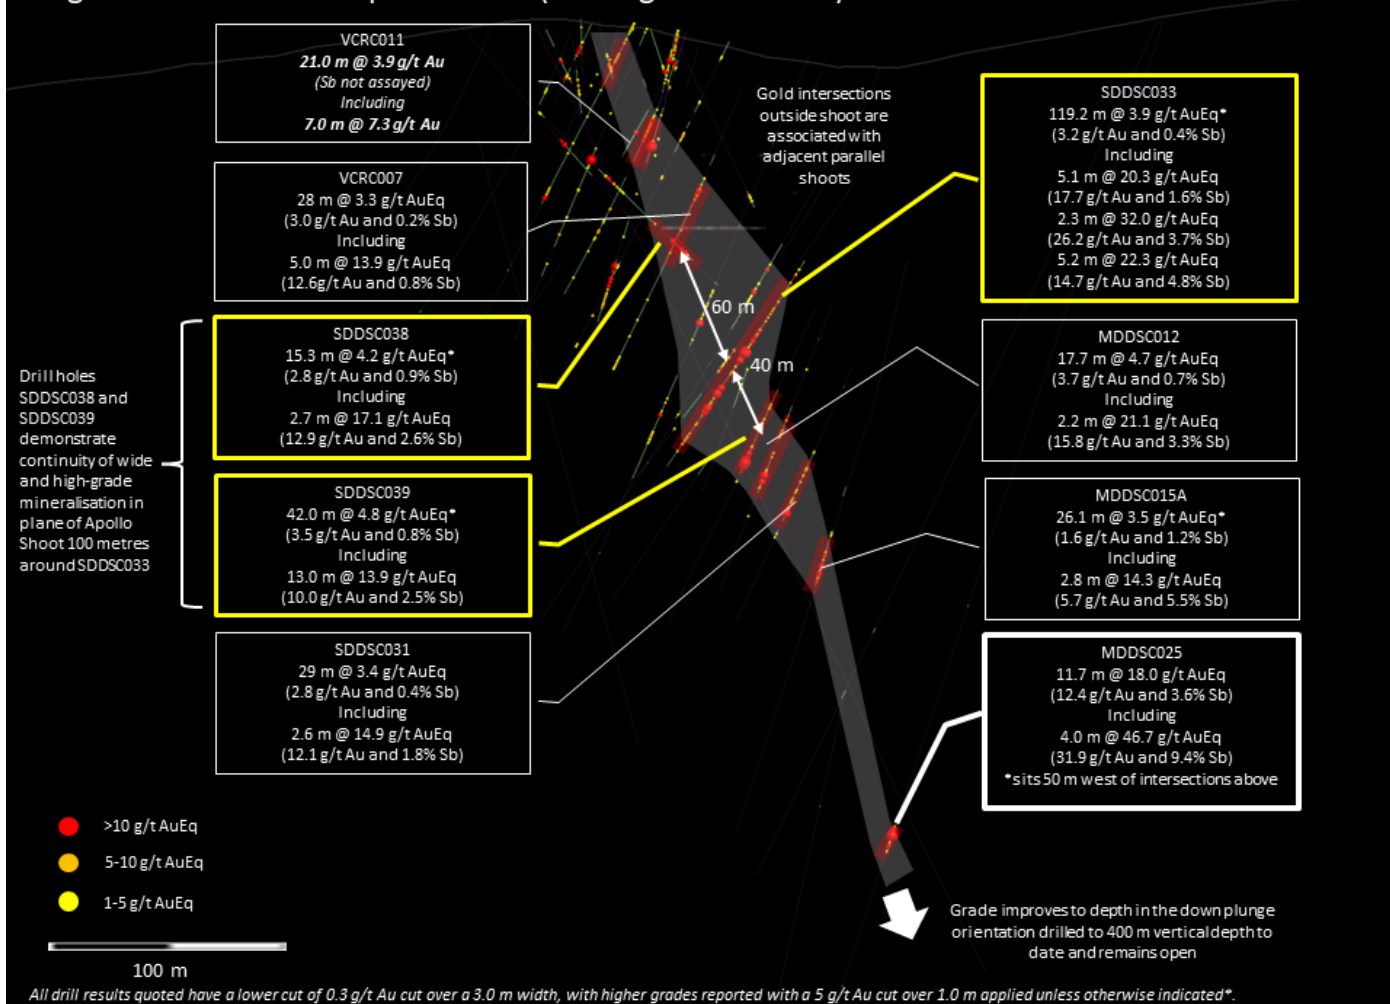 VCRC011
21.0 m @ 3.9 g/t Au
(Sb not assayed)
Including
7.0 m @ 7.3 g/t Au
VCRC007
28 m @ 3.3 g/t AuEq
(3.0 g/t Au and 0.2% Sb)
Including
5.0 m @ 13.9 g/t AuEq
(12.6g/t Au and 0.8% Sb)
Drill holes
SDDSC038 and
SDDSC039
demonstrate
continuity of wide
and high-grade
mineralisation in
plane of Apollo
Shoot 100 metres
around SDDSC033
SDDSC038
15.3 m @ 4.2 g/t AuEq*
(2.8 g/t Au and 0.9% Sb)
Including
2.7 m @ 17.1 g/t AuEq
(12.9 g/t Au and 2.6% Sb)
SDDSC039
42.0 m @ 4.8 g/t AuEq*
(3.5 g/t Au and 0.8% Sb)
Including
13.0 m @ 13.9 g/t AuEq
(10.0 g/t Au and 2.5% Sb)
SDDSC031
29 m @ 3.4 g/t AuEq
(2.8 g/t Au and 0.4% Sb)
Including
2.6 m @ 14.9 g/t AuEq
(12.1 g/t Au and 1.8% Sb)
Gold intersections
outside shoot are
associated with
adjacent parallel
shoots
60 m
40 m
SDDSC033
119.2 m @ 3.9 g/t AuEq*
(3.2 g/t Au and 0.4% Sb)
Including
5.1 m @ 20.3 g/t AuEq
(17.7 g/t Au and 1.6% Sb)
2.3 m @ 32.0 g/t AuEq
(26.2 g/t Au and 3.7% Sb)
5.2 m @ 22.3 g/t AuEq
(14.7 g/t Au and 4.8% Sb)
MDDSC012
17.7 m @ 4.7 g/t AuEq
(3.7 g/t Au and 0.7% Sb)
Including
2.2 m @ 21.1 g/t AuEq
(15.8 g/t Au and 3.3% Sb)
MDDSC015A
26.1 m @ 3.5 g/t AuEq*
(1.6 g/t Au and 1.2% Sb)
Including
2.8 m @ 14.3 g/t AuEq
(5.7 g/t Au and 5.5% Sb)
MDDSC025
11.7 m @ 18.0 g/t AuEq
(12.4 g/t Au and 3.6% Sb)
Including
4.0 m @ 46.7 g/t AuEq
(31.9 g/t Au and 9.4% Sb)
*sits 50 m west of intersections above
>10 g/t AuEq
5-10 g/t AuEq
1-5 g/t AuEq
100 m
Grade improves to depth in the down plunge
orientation drilled to 400 m vertical depth to
date and remains open
All drill results quoted have a lower cut of 0.3 g/t Au cut over a 3.0 m width, with higher grades reported with a 5 g/t Au cut over 1.0 m applied unless otherwise indicated*.